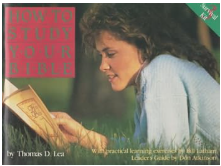 HOW TO
STUDY
YOUR
BIBLE
by Thomas D. Lea
With practical learning exercises by Bill Latham
Leader's Guide by Don Atkinson